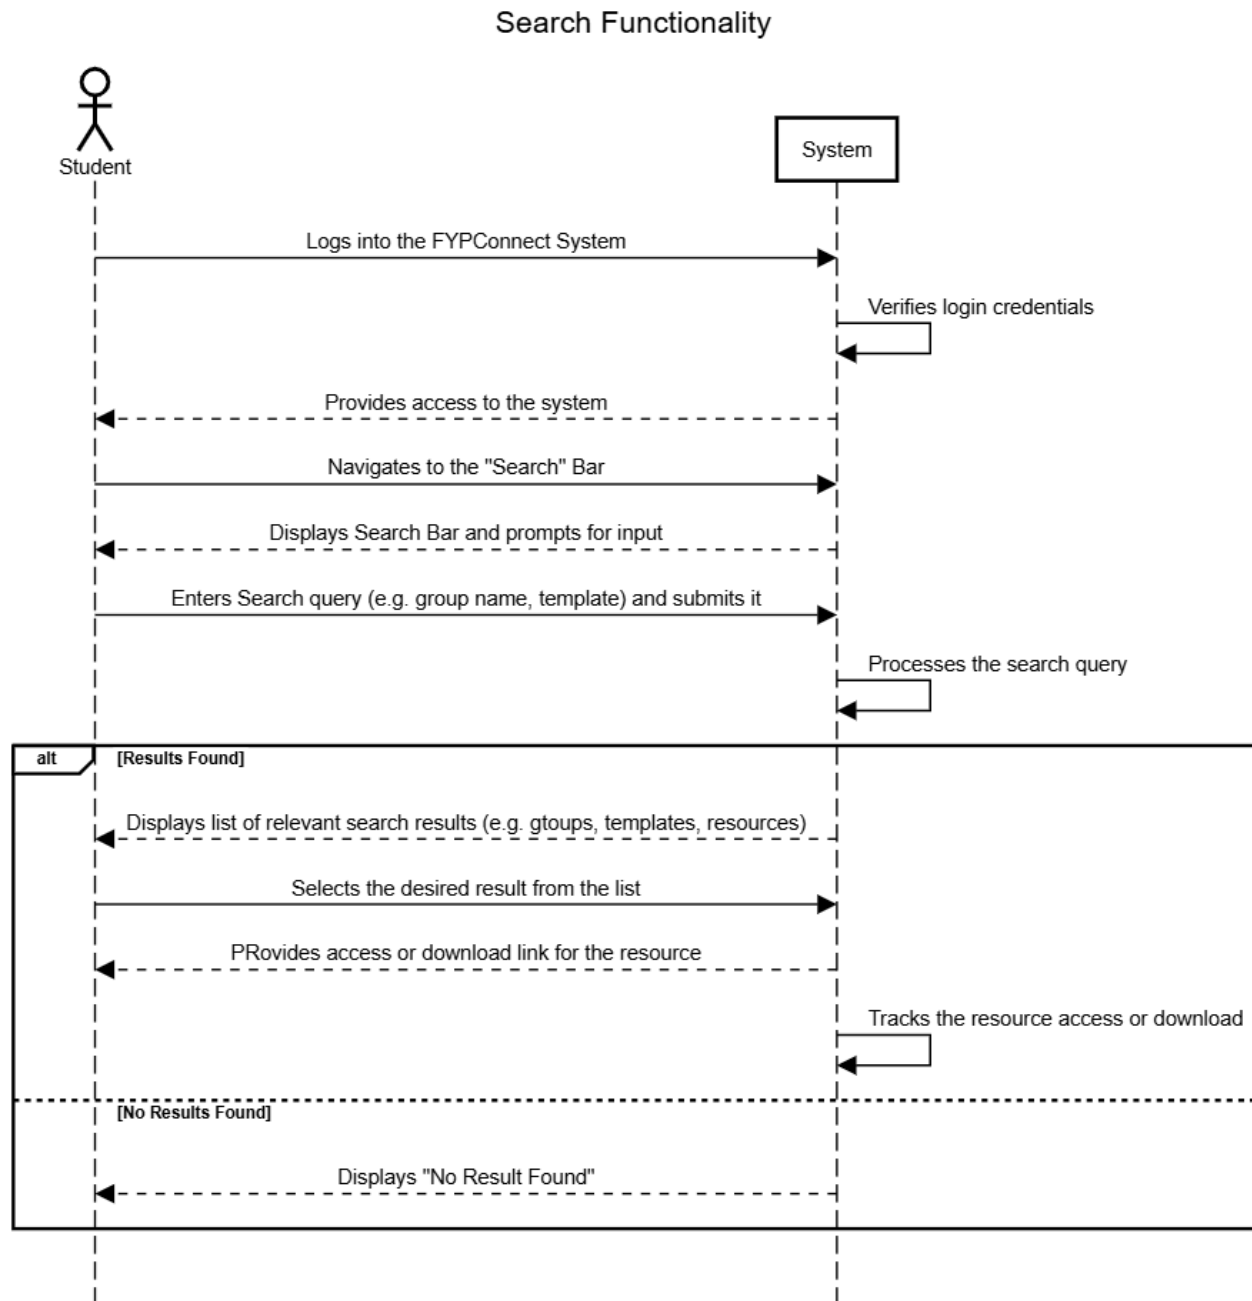 Search Functionality
Student
System
Logs into the FYPConnect System
Verifies login credentials
Provides access to the system
Navigates to the "Search" Bar
Displays Search Bar and prompts for input
Enters Search query (e.g. group name, template) and submits it
Processes the search query
alt
[Results Found]
Displays list of relevant search results (e.g. gtoups, templates, resources)
Selects the desired result from the list
PRovides access or download link for the resource
Tracks the resource access or download
[No Results Found]
Displays "No Result Found"